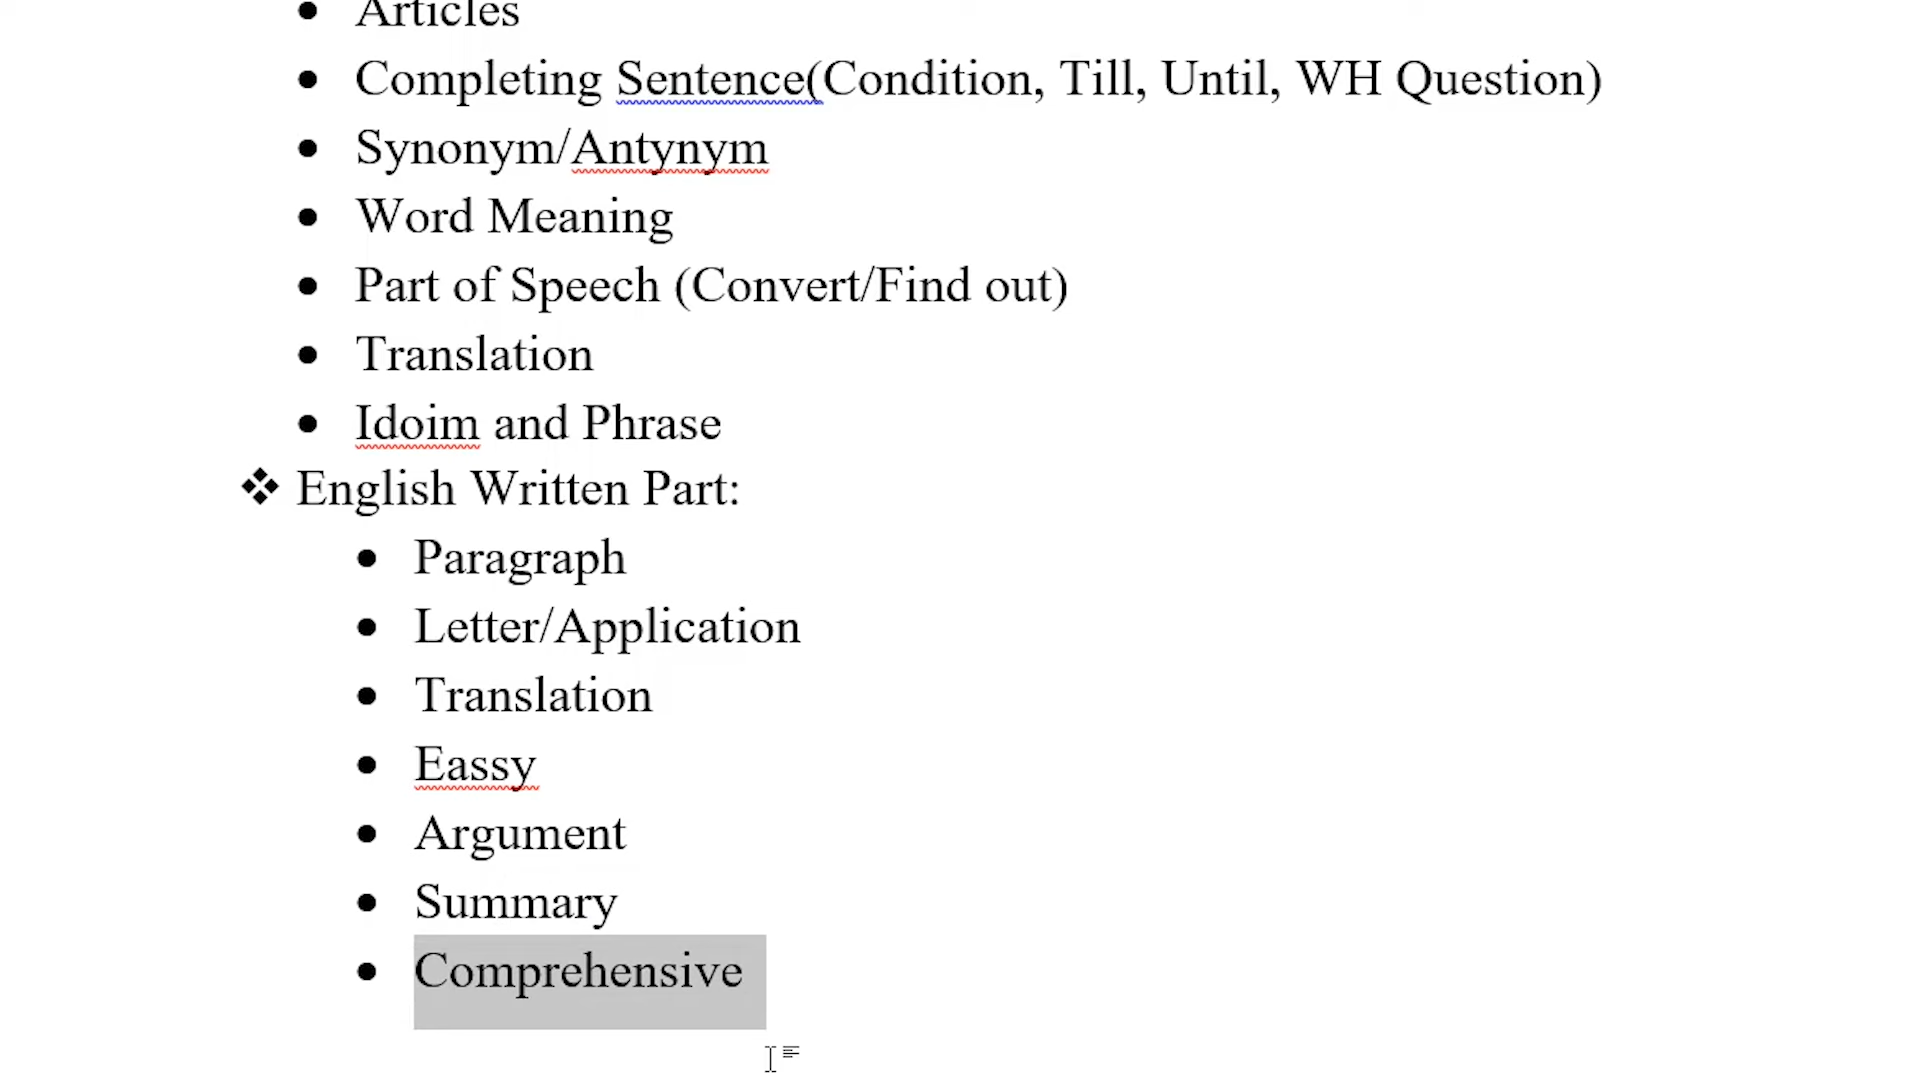 Articles
Completing Sentence(Condition, Till, Until, WH Question)
Synonym/Antynym
Word Meaning
Part of Speech (Convert/Find out)
Translation
Idoim and Phrase
English Written Part:
Paragraph
Letter/Application
Translation
Eassy
Argument
Summary
Comprehensive